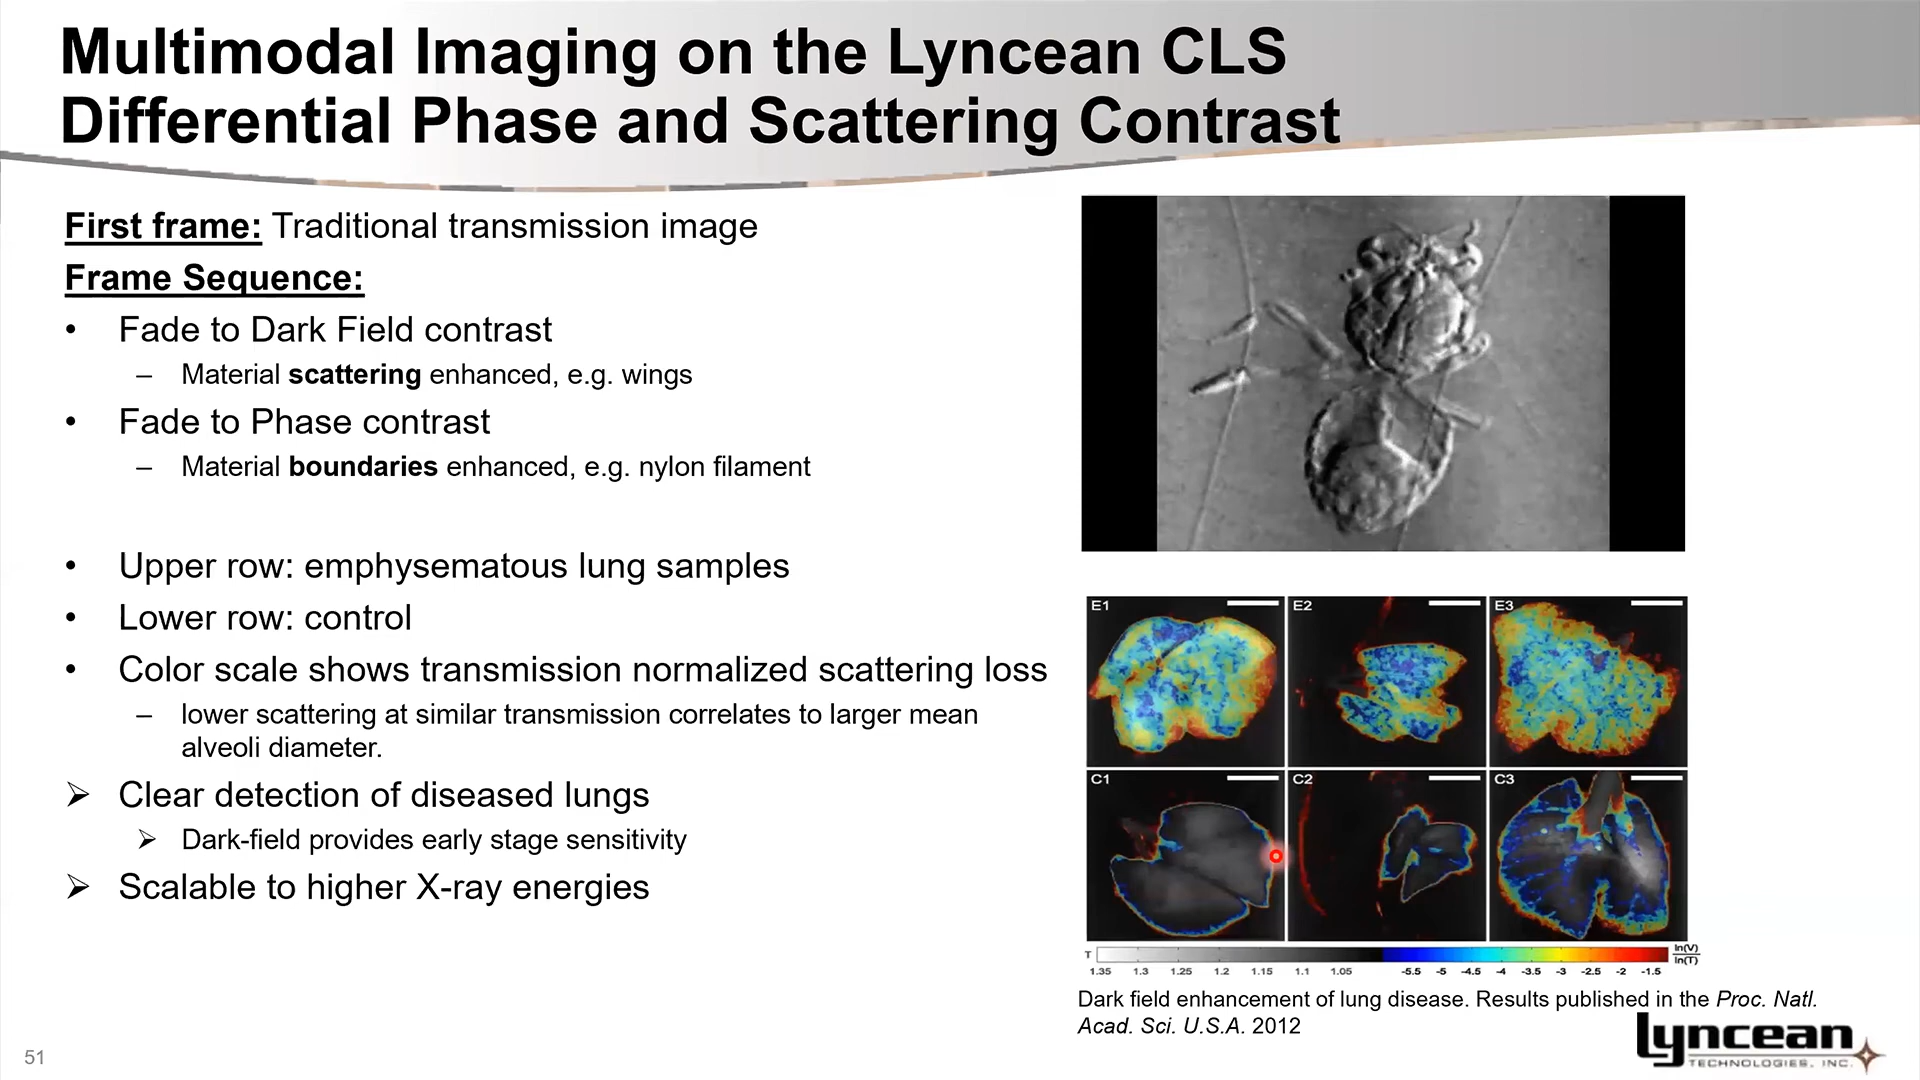 Multimodal Imaging on the Lyncean CLS
Differential Phase and Scattering Contrast
First frame: Traditional transmission image
Frame Sequence:
• Fade to Dark Field contrast
– Material scattering enhanced, e.g. wings
• Fade to Phase contrast
– Material boundaries enhanced, e.g. nylon filament
• Upper row: emphysematous lung samples
• Lower row: control
• Color scale shows transmission normalized scattering loss
– lower scattering at similar transmission correlates to larger mean
alveoli diameter.
➢ Clear detection of diseased lungs
➢ Dark-field provides early stage sensitivity
➢ Scalable to higher X-ray energies
E1 E2 E3
C1 C2 C3
T ln(V)
ln(T)
1.35 1.3 1.25 1.2 1.15 1.1 1.05 -5.5 -5 -4.5 -4 -3.5 -3 -2.5 -2 -1.5
Dark field enhancement of lung disease. Results published in the Proc. Natl.
Acad. Sci. U.S.A. 2012
lyncean
TECHNOLOGIES, INC.
51